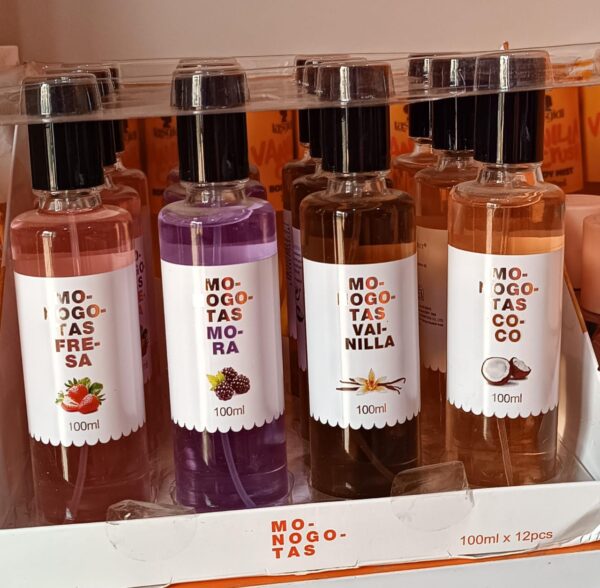 MO-
NOGO-
TAS
FRE-
SA
100ml
MO-
NOGO-
TAS
MO-
RA
100ml
MO-
NOGO-
TAS
VAI-
NILLA
100ml
MO-
NOGO-
TAS
CO-
CO
100ml
MO-
NOGO-
TAS
100ml x 12pcs